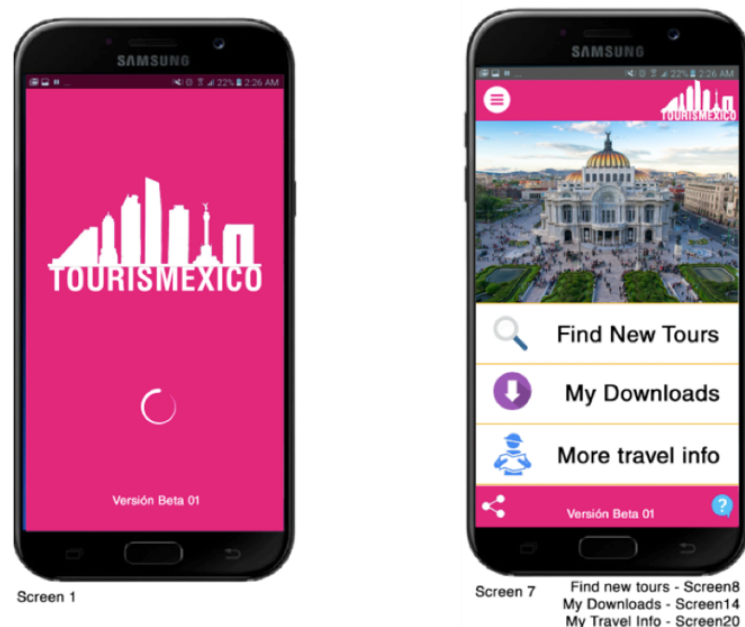 SAMSUNG
22% 2:26 AM
TOURISMEXICO
Versión Beta 01
Screen 1
SAMSUNG
22% 2:26 AM
TOURISMEXICO
Find New Tours
My Downloads
More travel info
Versión Beta 01
?
Screen 7
Find new tours - Screen8
My Downloads - Screen14
My Travel Info - Screen20